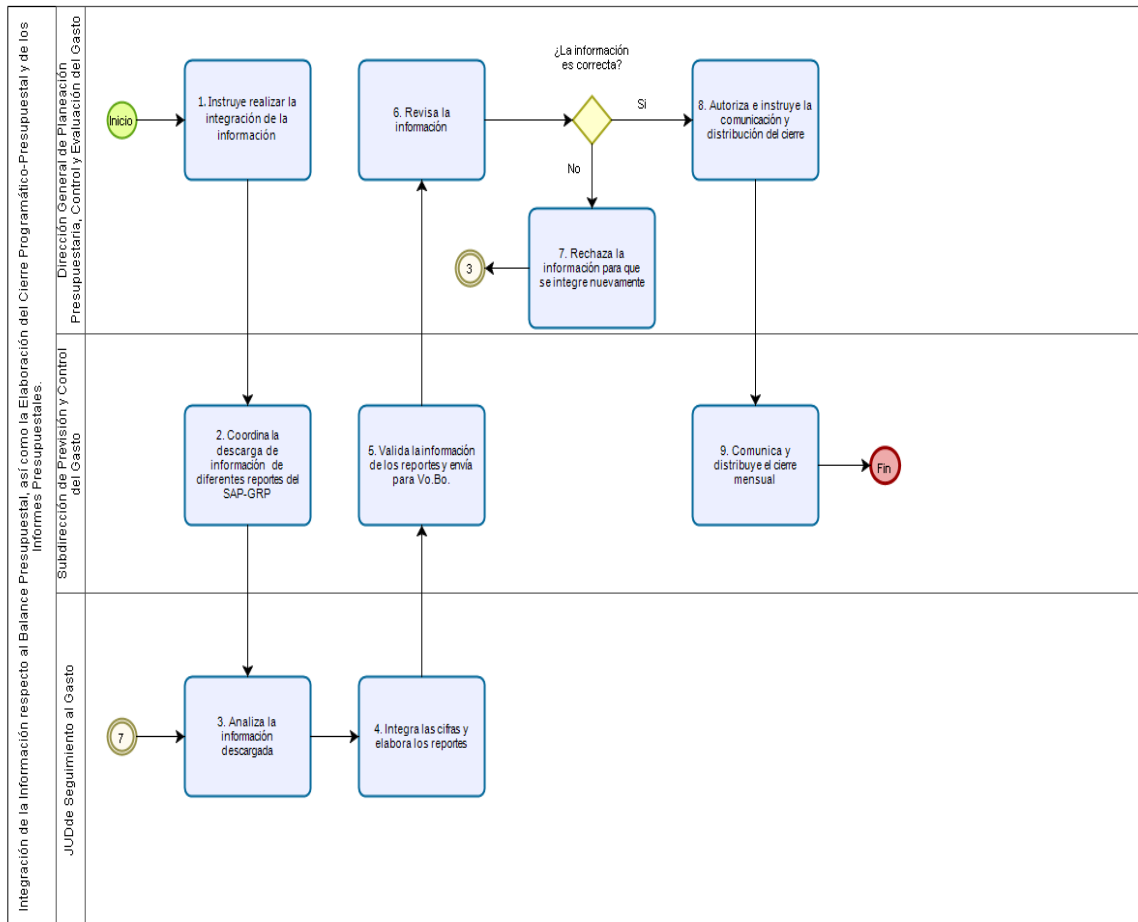 Integración de la Información respecto al Balance Presupuestal, así como la Elaboración del Cierre Programático-Presupuestal y de los
Informes Presupuestales.
Dirección General de Planeación
Presupuestaria, Control y Evaluación del Gasto
Inicio
1. Instruye realizar la
integración de la
información
6. Revisa la
información
¿La información
es correcta?
Si
No
8. Autoriza e instruye la
comunicación y
distribución del cierre
7. Rechaza la
información para que
se integre nuevamente
3
Subdirección de Previsión y Control
del Gasto
2. Coordina la
descarga de
información de
diferentes reportes del
SAP-GRP
5. Valida la información
de los reportes y envía
para Vo.Bo.
9. Comunica y
distribuye el cierre
mensual
Fin
JUDde Seguimiento al Gasto
7
3. Analiza la
información
descargada
4. Integra las cifras y
elabora los reportes